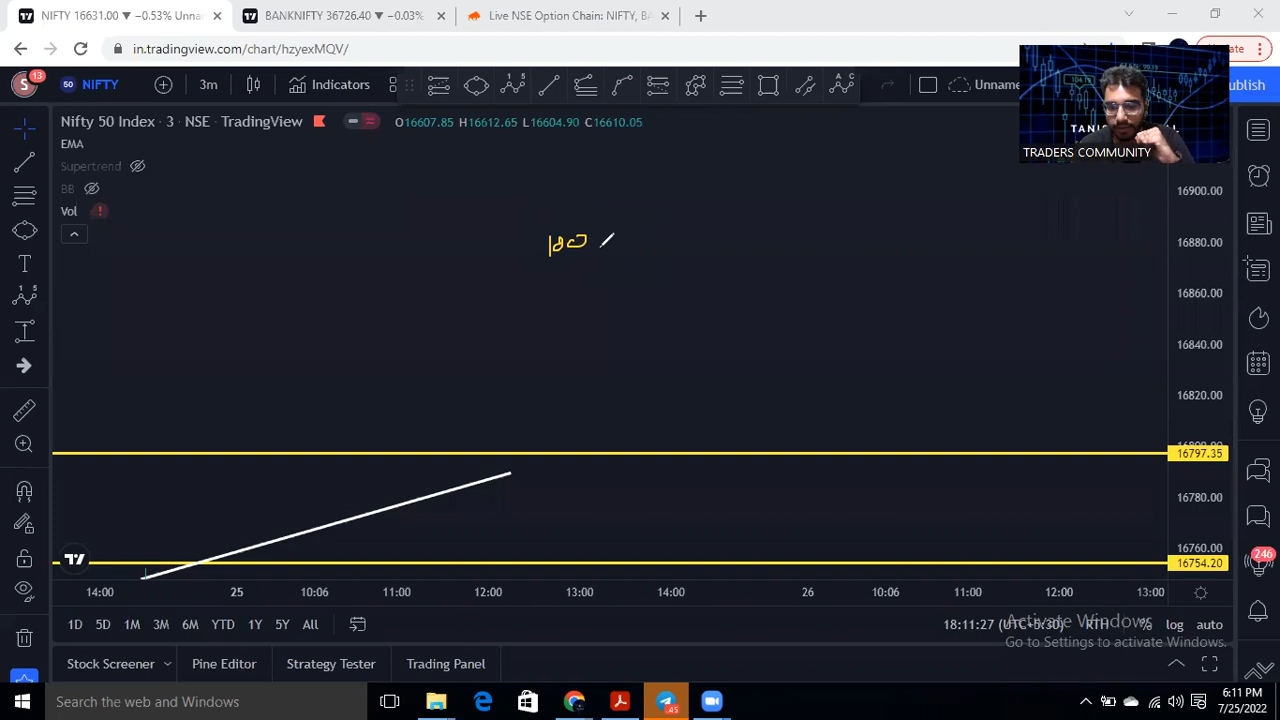 NIFTY 16631.00 ▼ −0.53% Unna
BANKNIFTY 36726.40 ▼ −0.03%
Live NSE Option Chain: NIFTY, BA
in.tradingview.com/chart/hzyexMQV/
S 13 50 NIFTY 3m Indicators Unname ublish
Nifty 50 Index · 3 · NSE · TradingView O16607.85 H16612.65 L16604.90 C16610.05
EMA
Supertrend
BB
Vol
TRADERS COMMUNITY
16900.00
16880.00
16860.00
16840.00
16820.00
16800.00
16797.35
16780.00
16760.00
16754.20
246
14:00 25 10:06 11:00 12:00 13:00 14:00 26 10:06 11:00 12:00 13:00
1D 5D 1M 3M 6M YTD 1Y 5Y All 18:11:27 (UTC+5:30) RTH % log auto
Activate Windows
Go to Settings to activate Windows.
Stock Screener Pine Editor Strategy Tester Trading Panel
Search the web and Windows
45
6:11 PM
7/25/2022